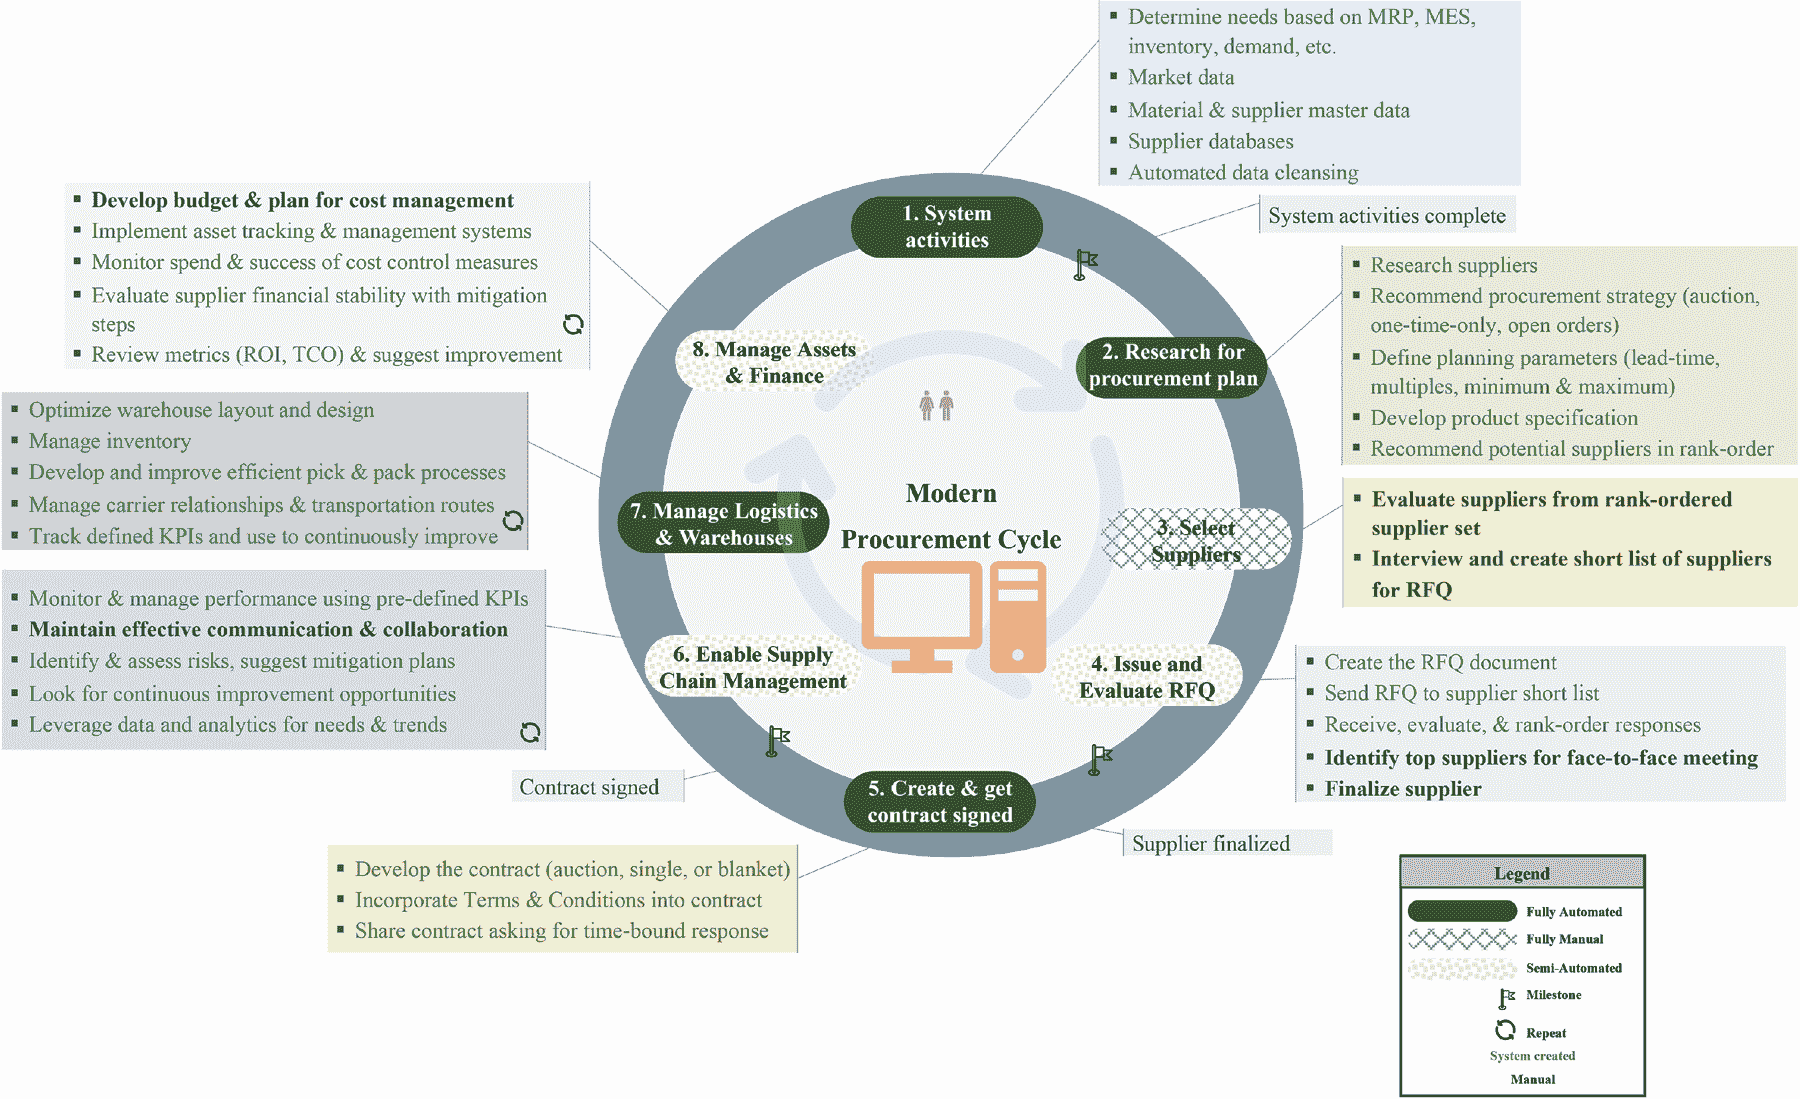 Determine needs based on MRP, MES,
inventory, demand, etc.
Market data
Material & supplier master data
Supplier databases
Automated data cleansing
System activities complete
Research suppliers
Recommend procurement strategy (auction,
one-time-only, open orders)
Define planning parameters (lead-time,
multiples, minimum & maximum)
Develop product specification
Recommend potential suppliers in rank-order
Evaluate suppliers from rank-ordered
supplier set
Interview and create short list of suppliers
for RFQ
Create the RFQ document
Send RFQ to supplier short list
Receive, evaluate, & rank-order responses
Identify top suppliers for face-to-face meeting
Finalize supplier
Supplier finalized
Develop the contract (auction, single, or blanket)
Incorporate Terms & Conditions into contract
Share contract asking for time-bound response
Contract signed
Monitor & manage performance using pre-defined KPIs
Maintain effective communication & collaboration
Identify & assess risks, suggest mitigation plans
Look for continuous improvement opportunities
Leverage data and analytics for needs & trends
Optimize warehouse layout and design
Manage inventory
Develop and improve efficient pick & pack processes
Manage carrier relationships & transportation routes
Track defined KPIs and use to continuously improve
Develop budget & plan for cost management
Implement asset tracking & management systems
Monitor spend & success of cost control measures
Evaluate supplier financial stability with mitigation
steps
Review metrics (ROI, TCO) & suggest improvement
1. System
activities
2. Research for
procurement plan
3. Select
Suppliers
4. Issue and
Evaluate RFQ
5. Create & get
contract signed
6. Enable Supply
Chain Management
7. Manage Logistics
& Warehouses
8. Manage Assets
& Finance
Modern
Procurement Cycle
Legend
Fully Automated
Fully Manual
Semi-Automated
Milestone
Repeat
System created
Manual